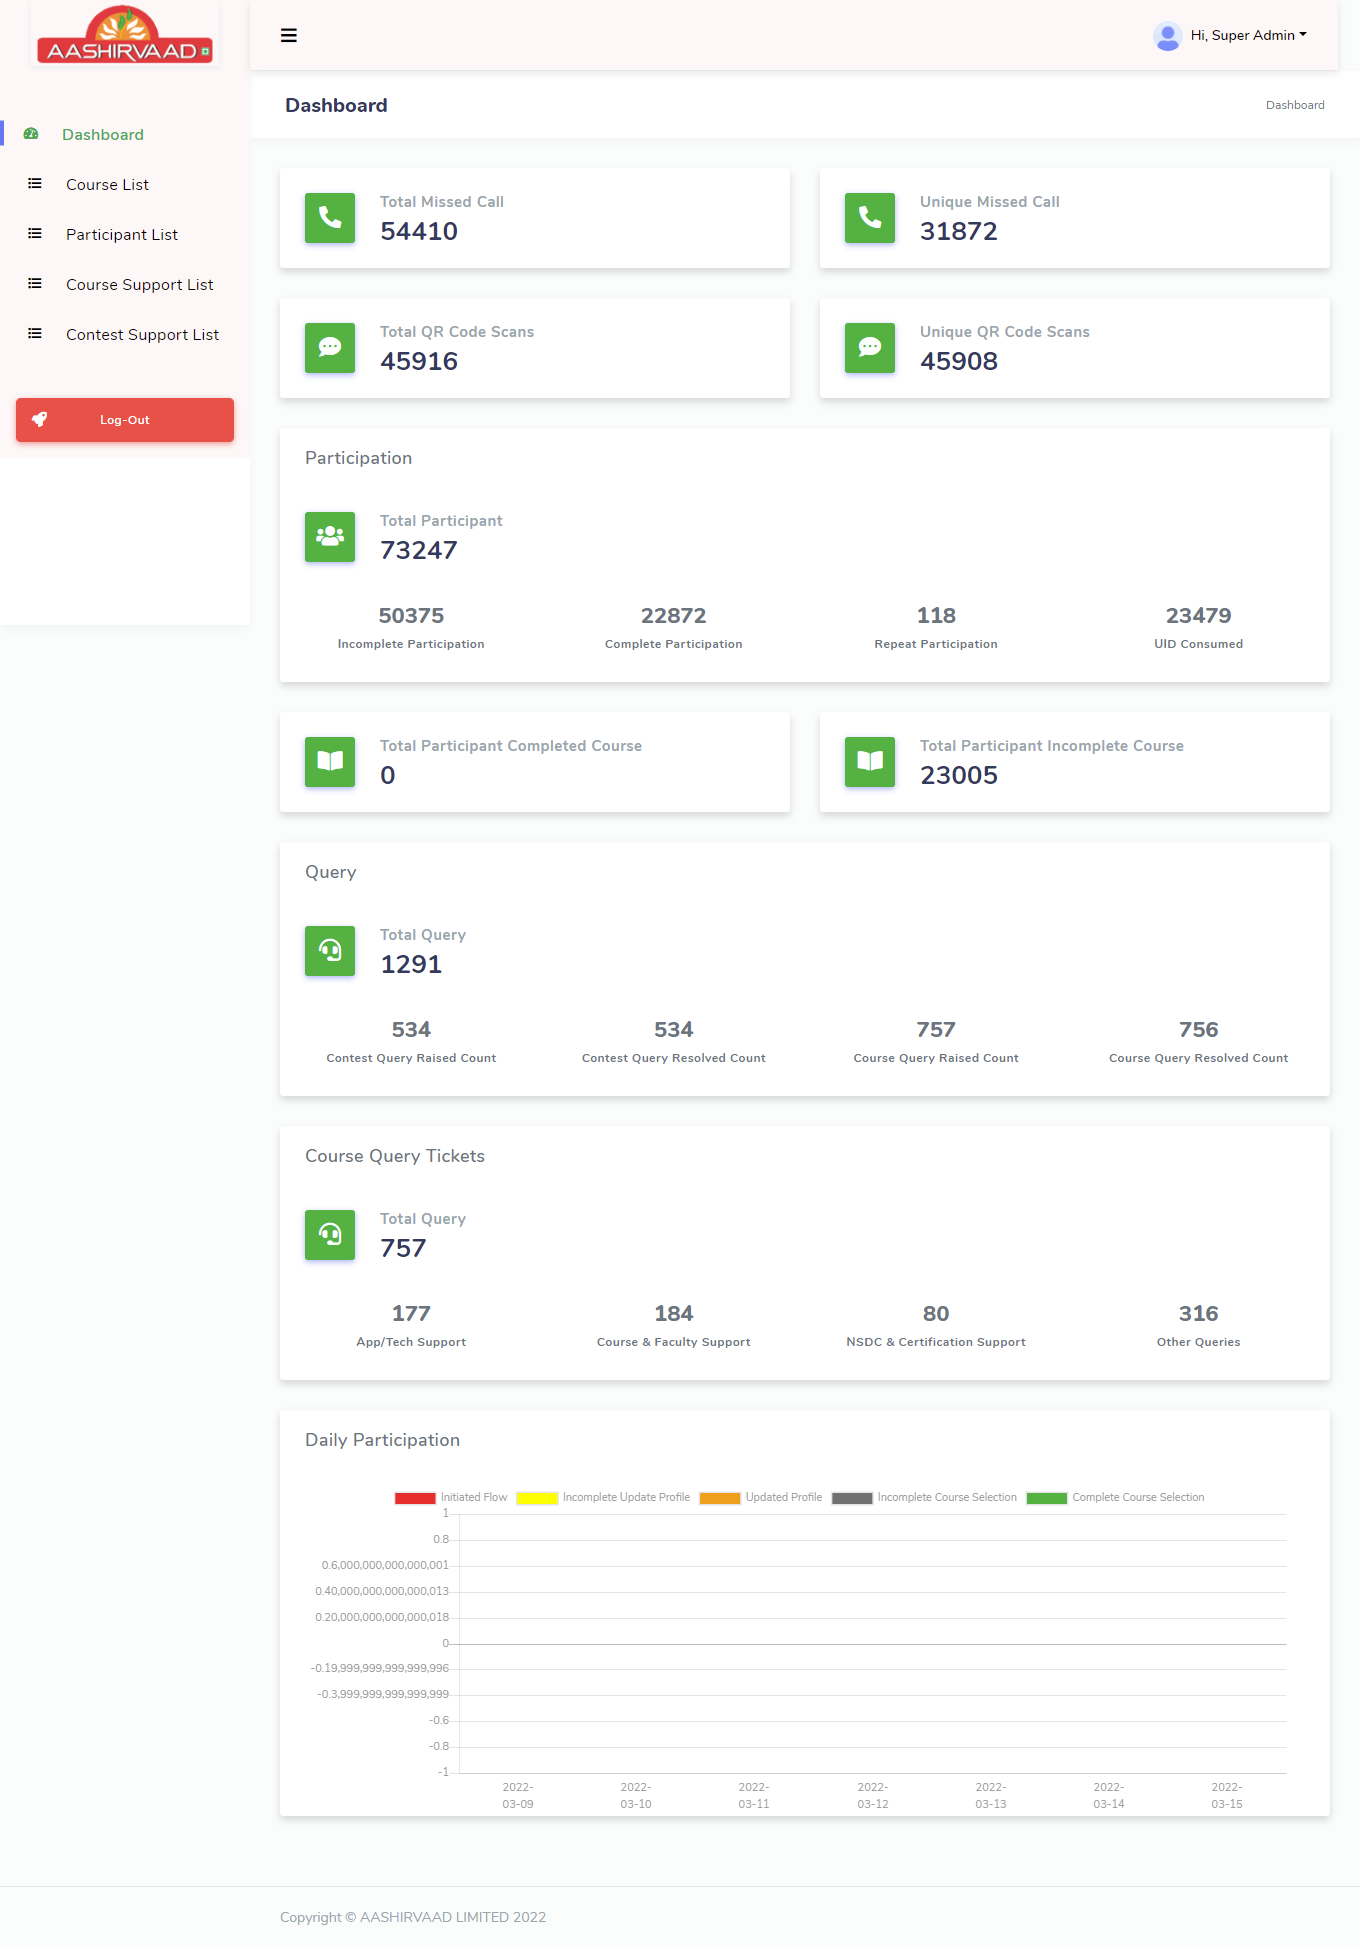 AASHIRVAAD
Hi, Super Admin
Dashboard
Dashboard
Dashboard
Course List
Participant List
Course Support List
Contest Support List
Log-Out
Total Missed Call
54410
Unique Missed Call
31872
Total QR Code Scans
45916
Unique QR Code Scans
45908
Participation
Total Participant
73247
50375
Incomplete Participation
22872
Complete Participation
118
Repeat Participation
23479
UID Consumed
Total Participant Completed Course
0
Total Participant Incomplete Course
23005
Query
Total Query
1291
534
Contest Query Raised Count
534
Contest Query Resolved Count
757
Course Query Raised Count
756
Course Query Resolved Count
Course Query Tickets
Total Query
757
177
App/Tech Support
184
Course & Faculty Support
80
NSDC & Certification Support
316
Other Queries
Daily Participation
Initiated Flow
Incomplete Update Profile
Updated Profile
Incomplete Course Selection
Complete Course Selection
1
0.8
0.6,000,000,000,000,001
0.40,000,000,000,000,013
0.20,000,000,000,000,018
0
-0.19,999,999,999,999,996
-0.3,999,999,999,999,999
-0.6
-0.8
-1
2022-
03-09
2022-
03-10
2022-
03-11
2022-
03-12
2022-
03-13
2022-
03-14
2022-
03-15
Copyright © AASHIRVAAD LIMITED 2022